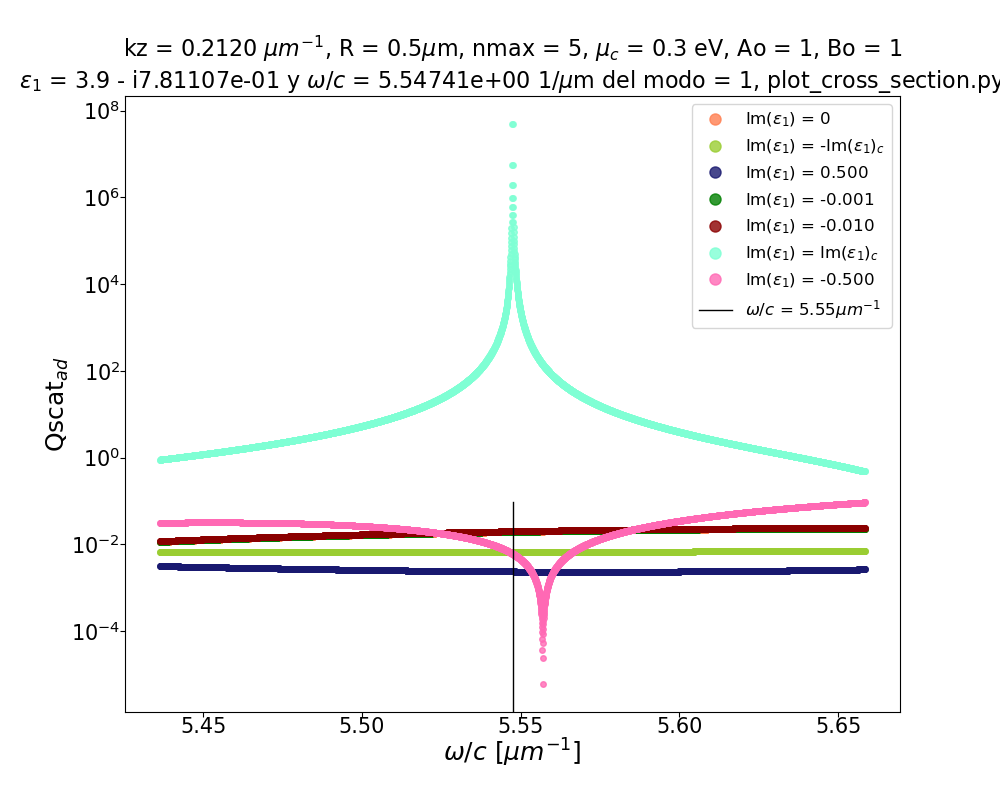 kz = 0.2120 μm⁻¹, R = 0.5μm, nmax = 5, μ_c = 0.3 eV, Ao = 1, Bo = 1
ε₁ = 3.9 - i7.81107e-01 y ω/c = 5.54741e+00 1/μm del modo = 1, plot_cross_section.py
10⁸
10⁶
10⁴
10²
10⁰
10⁻²
10⁻⁴
Qscat_ad
Im(ε₁) = 0
Im(ε₁) = -Im(ε₁)_c
Im(ε₁) = 0.500
Im(ε₁) = -0.001
Im(ε₁) = -0.010
Im(ε₁) = Im(ε₁)_c
Im(ε₁) = -0.500
ω/c = 5.55μm⁻¹
5.45 5.50 5.55 5.60 5.65
ω/c [μm⁻¹]